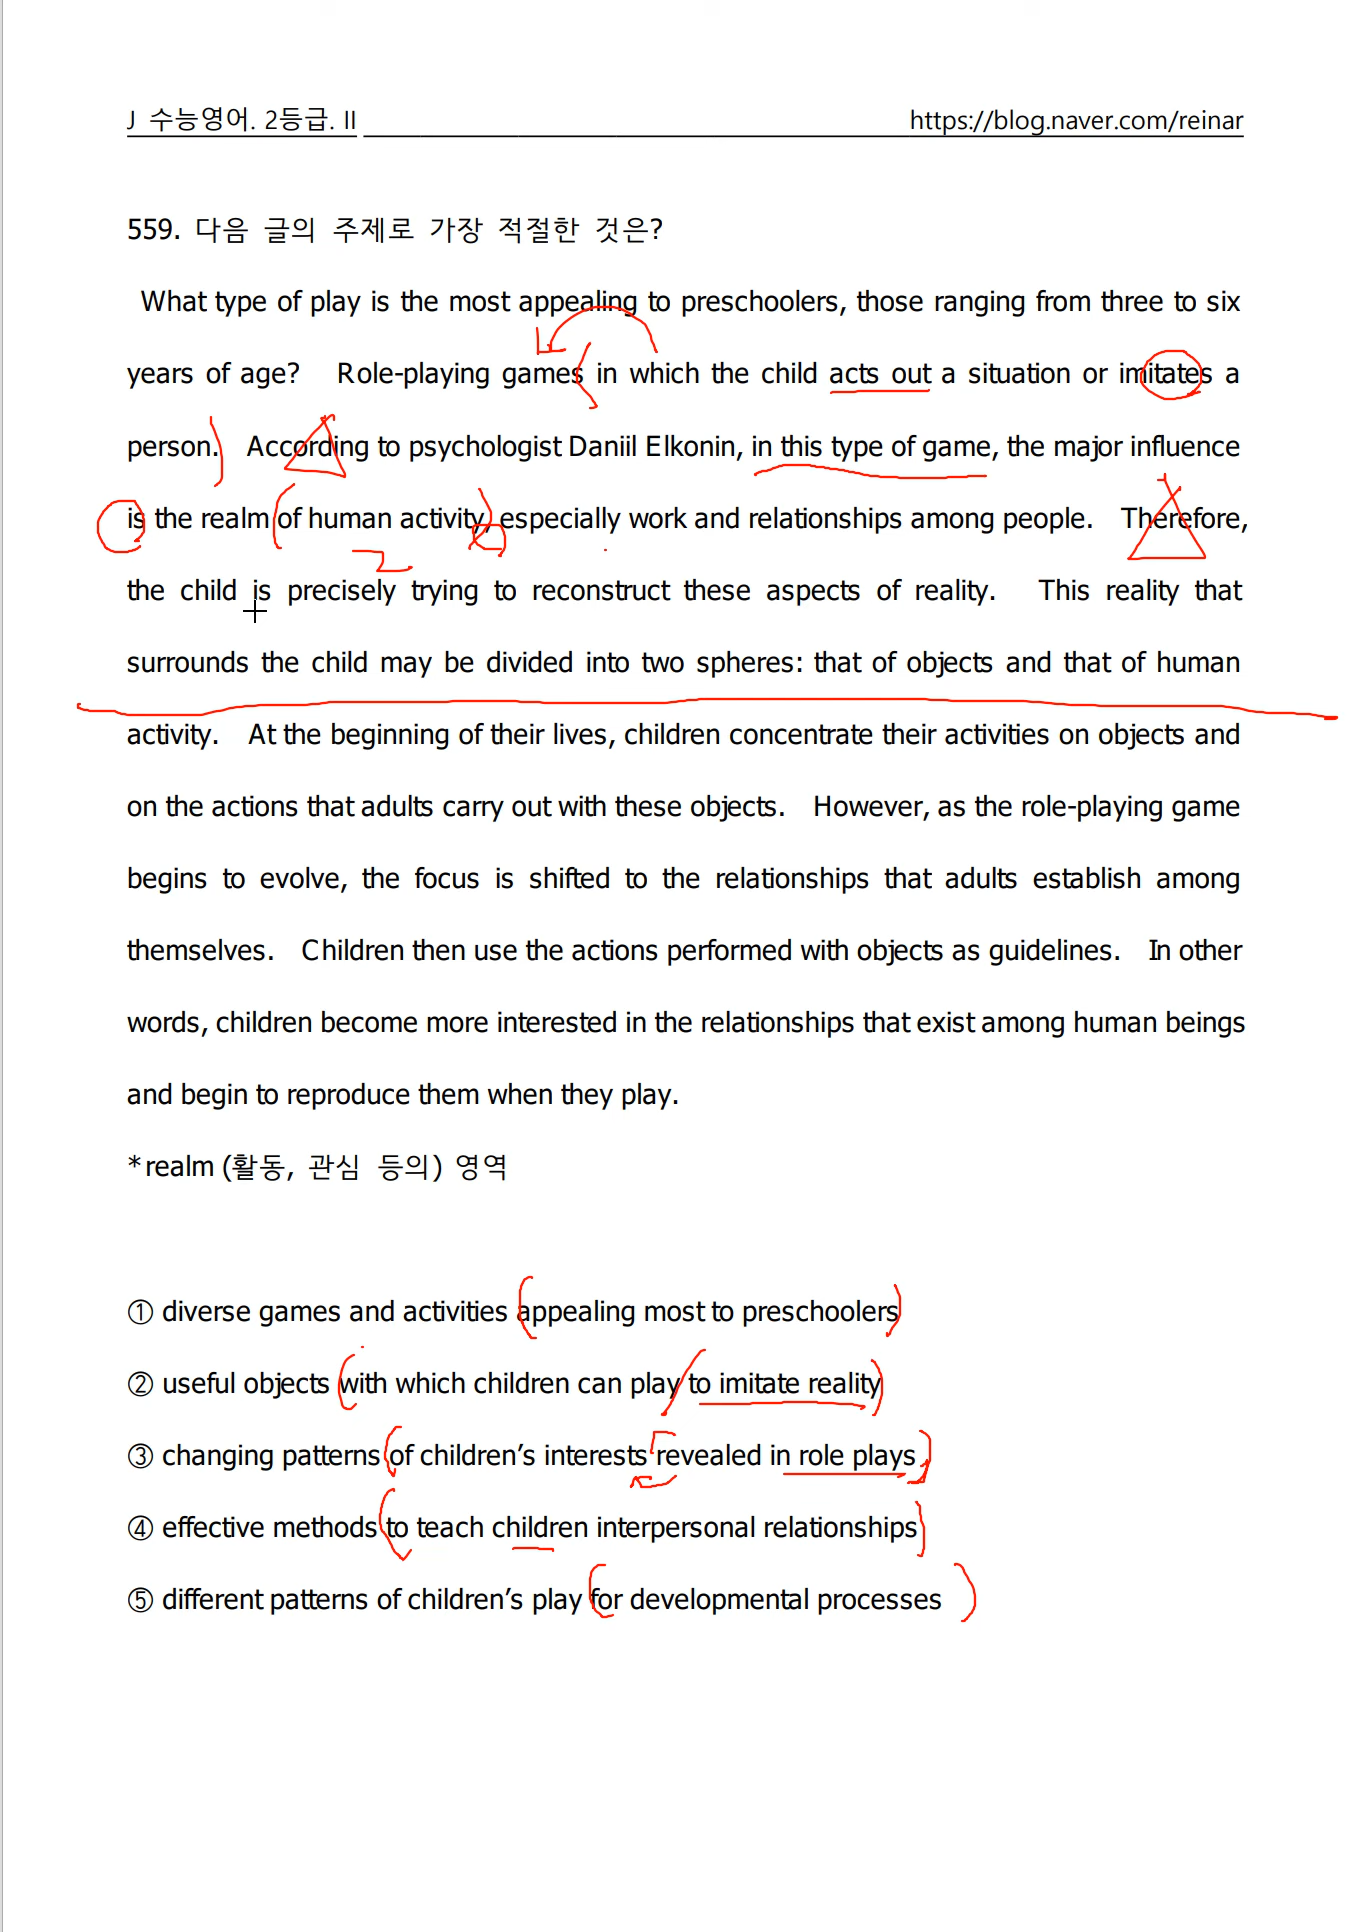 J 수능영어. 2등급. II https://blog.naver.com/reinar
559. 다음 글의 주제로 가장 적절한 것은?
What type of play is the most appealing to preschoolers, those ranging from three to six
years of age? Role-playing games in which the child acts out a situation or imitates a
person. According to psychologist Daniil Elkonin, in this type of game, the major influence
is the realm of human activity, especially work and relationships among people. Therefore,
the child is precisely trying to reconstruct these aspects of reality. This reality that
surrounds the child may be divided into two spheres: that of objects and that of human
activity. At the beginning of their lives, children concentrate their activities on objects and
on the actions that adults carry out with these objects. However, as the role-playing game
begins to evolve, the focus is shifted to the relationships that adults establish among
themselves. Children then use the actions performed with objects as guidelines. In other
words, children become more interested in the relationships that exist among human beings
and begin to reproduce them when they play.
*realm (활동, 관심 등의) 영역
① diverse games and activities appealing most to preschoolers
② useful objects with which children can play to imitate reality
③ changing patterns of children's interests revealed in role plays
④ effective methods to teach children interpersonal relationships
⑤ different patterns of children's play for developmental processes